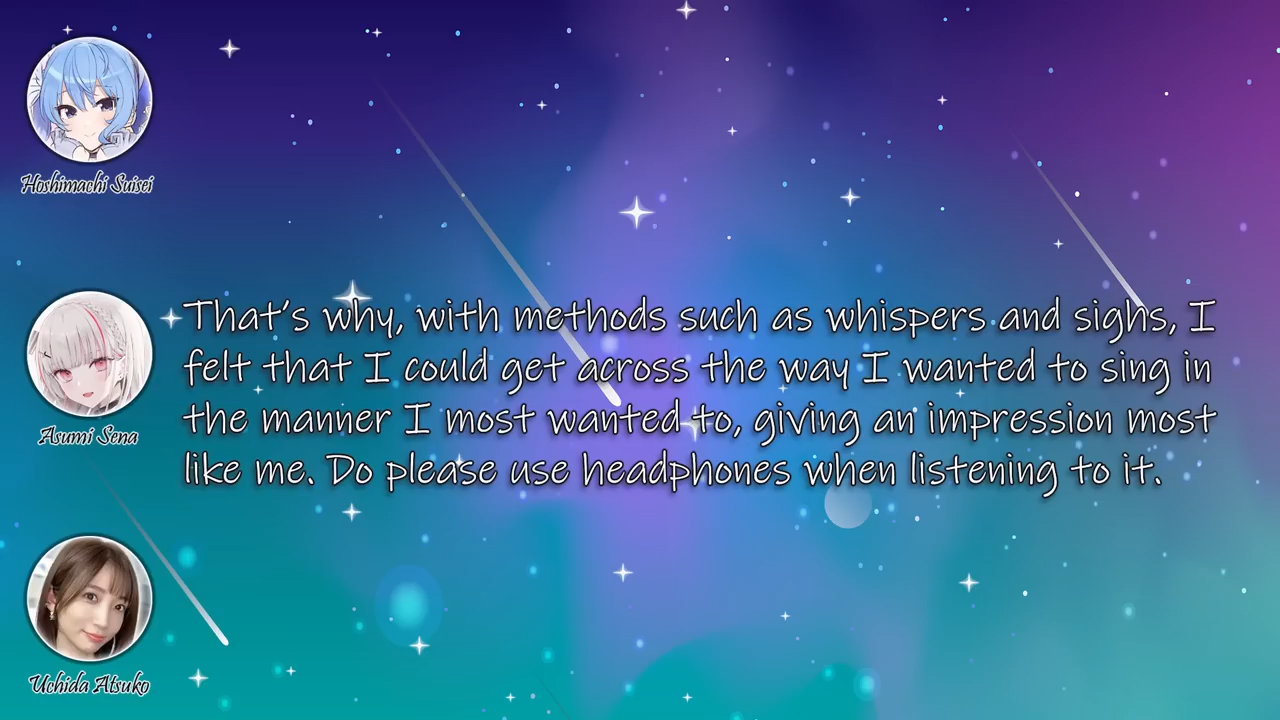 Hoshimachi Suisei
That's why, with methods such as whispers and sighs, I
felt that I could get across the way I wanted to sing in
the manner I most wanted to, giving an impression most
like me. Do please use headphones when listening to it.
Asumi Sena
Uchida Atsuko